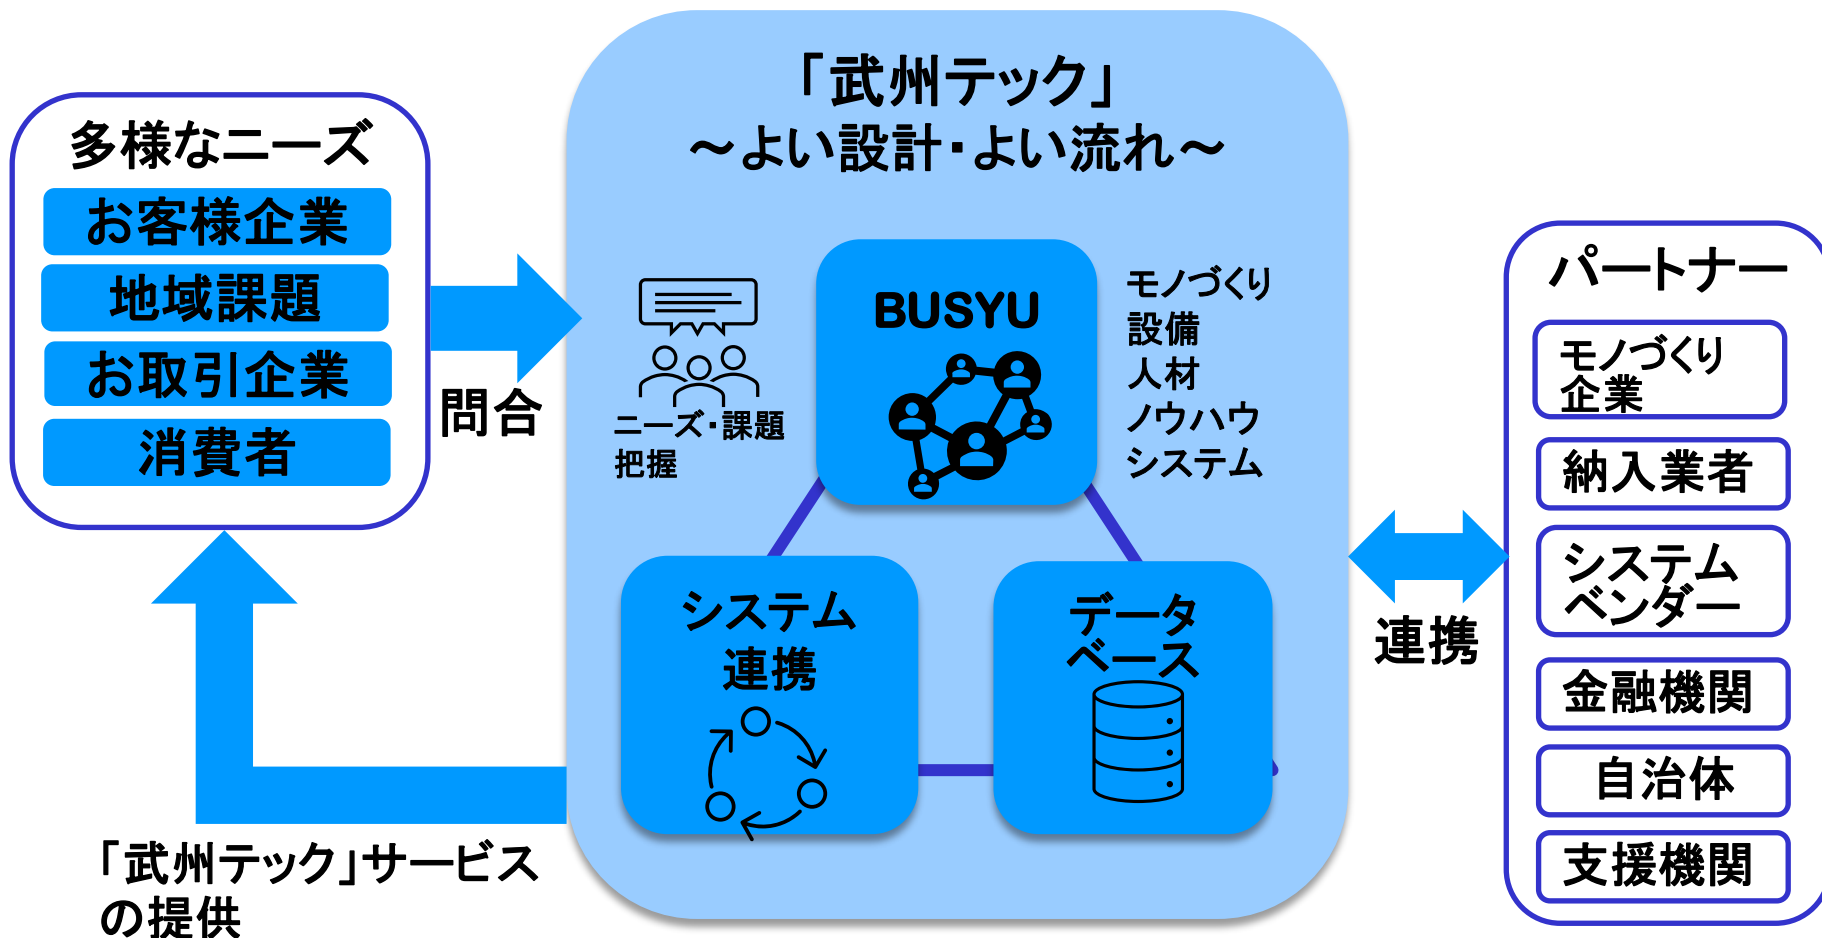 多様なニーズ
お客様企業
地域課題
お取引企業
消費者
問合
「武州テック」
～よい設計・よい流れ～
ニーズ・課題
把握
BUSYU
モノづくり
設備
人材
ノウハウ
システム
システム
連携
データ
ベース
連携
パートナー
モノづくり
企業
納入業者
システム
ベンダー
金融機関
自治体
支援機関
「武州テック」サービス
の提供